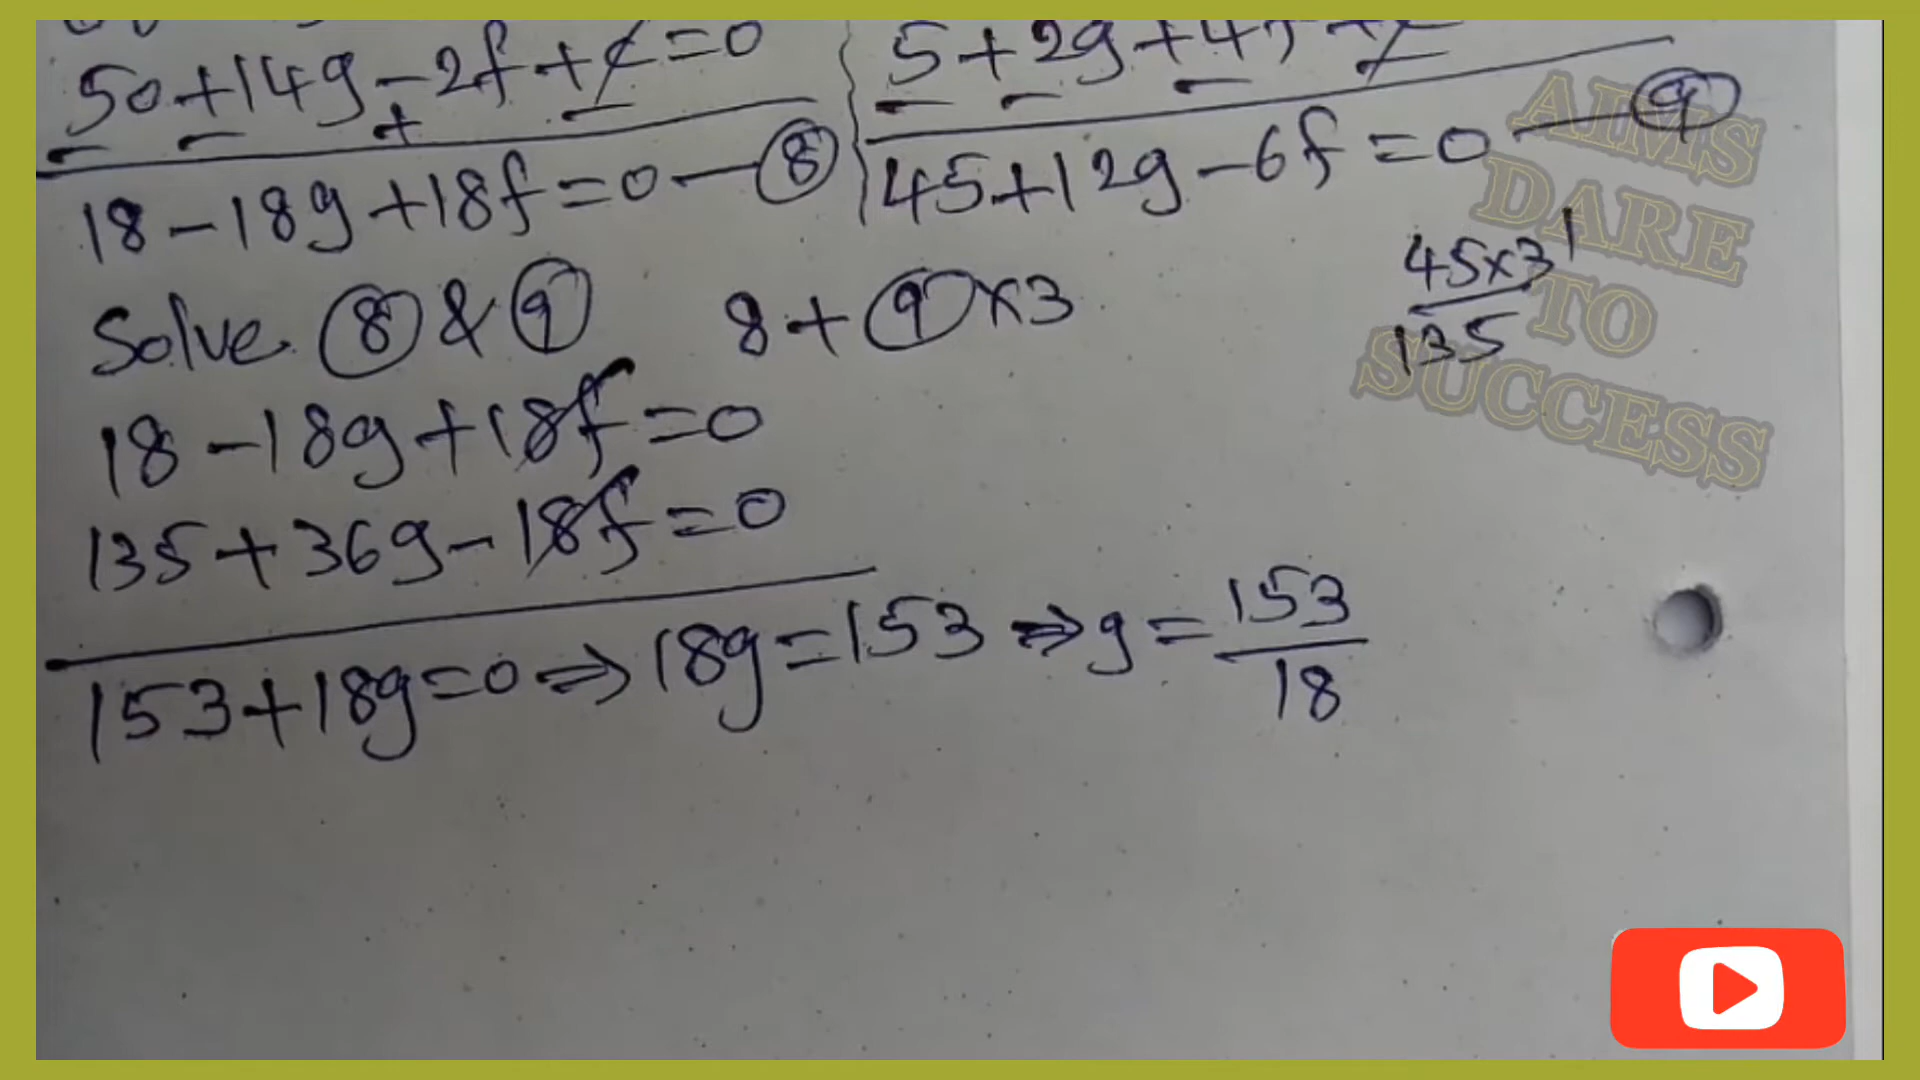 50+14g-2f+c=0
- - + -
5+2g+4f+c
- - - -
18-18g+18f=0—⑧
45+12g-6f=0—⑨
Solve ⑧ & ⑨ 8+⑨×3
45×3
135
18-18g+18f=0
135+36g-18f=0
153+18g=0⇒18g=153⇒g=153/18
AIMS
DARE
TO
SUCCESS